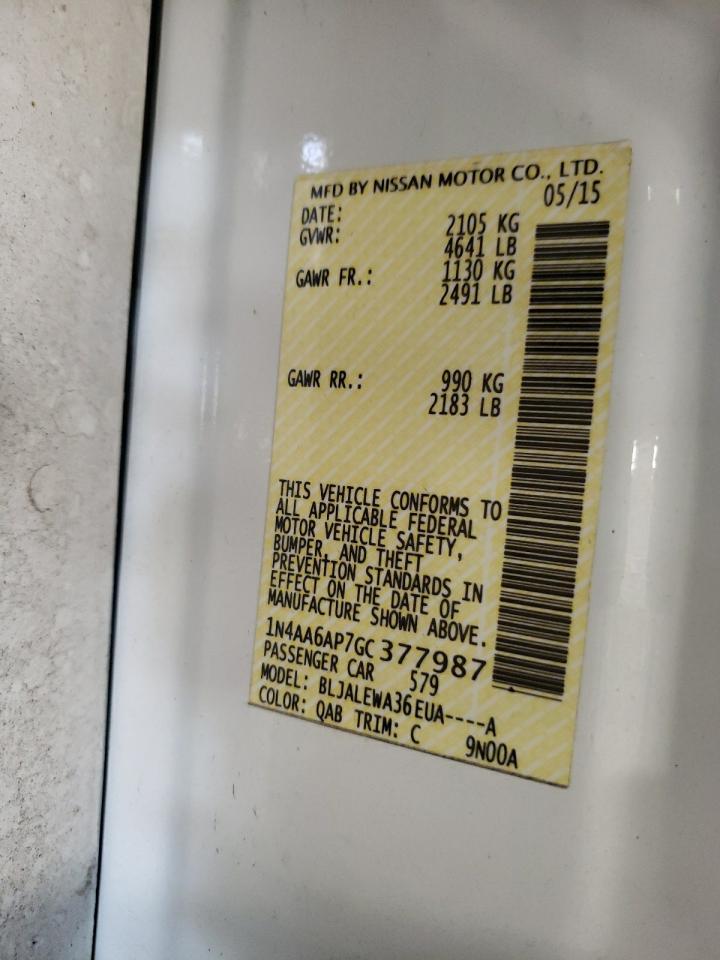 MFD BY NISSAN MOTOR CO., LTD.
DATE: 05/15
GVWR: 2105 KG
4641 LB
GAWR FR.: 1130 KG
2491 LB
GAWR RR.: 990 KG
2183 LB
THIS VEHICLE CONFORMS TO
ALL APPLICABLE FEDERAL
MOTOR VEHICLE SAFETY,
BUMPER, AND THEFT
PREVENTION STANDARDS IN
EFFECT ON THE DATE OF
MANUFACTURE SHOWN ABOVE.
1N4AA6AP7GC377987
PASSENGER CAR 579
MODEL: BLJALEWA36EUA----A
COLOR: QAB TRIM: C 9N00A